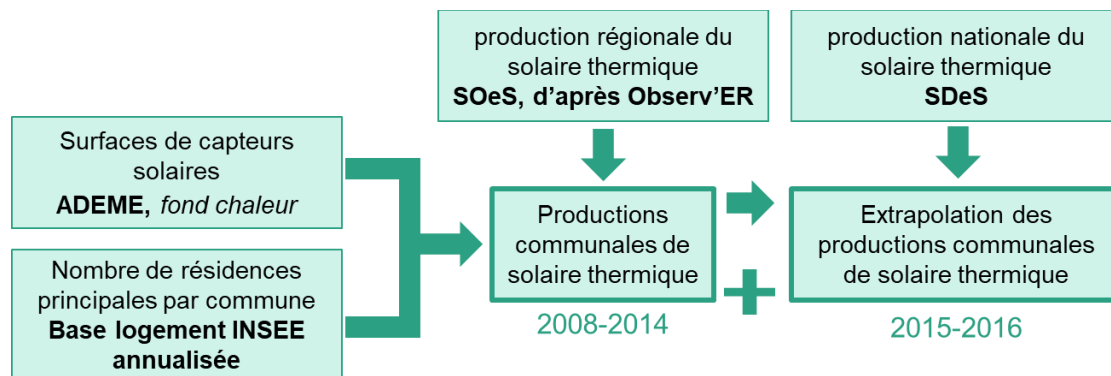 Surfaces de capteurs
solaires
ADEME, fond chaleur
Nombre de résidences
principales par commune
Base logement INSEE
annualisée
production régionale du
solaire thermique
SOeS, d'après Observ'ER
Productions
communales de
solaire thermique
2008-2014
production nationale du
solaire thermique
SDeS
Extrapolation des
productions communales
de solaire thermique
2015-2016